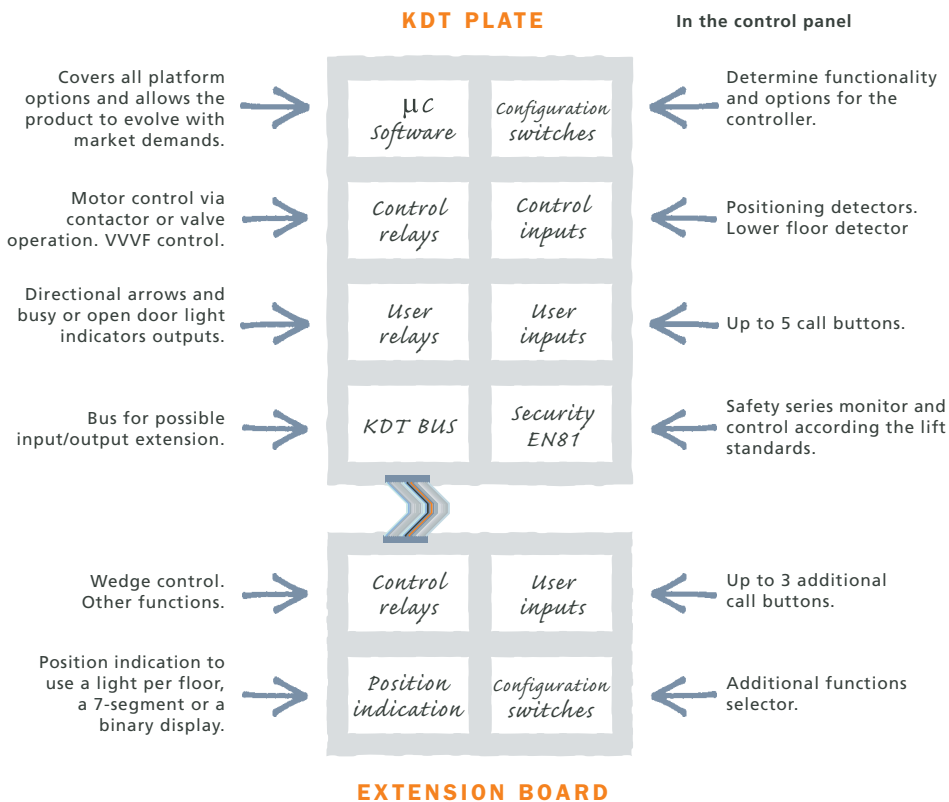 KDT PLATE
In the control panel
Covers all platform
options and allows the
product to evolve with
market demands.
µC
Software
Configuration
switches
Determine functionality
and options for the
controller.
Motor control via
contactor or valve
operation. VVVF control.
Control
relays
Control
inputs
Positioning detectors.
Lower floor detector
Directional arrows and
busy or open door light
indicators outputs.
User
relays
User
inputs
Up to 5 call buttons.
Bus for possible
input/output extension.
KDT BUS
Security
EN81
Safety series monitor and
control according the lift
standards.
Wedge control.
Other functions.
Control
relays
User
inputs
Up to 3 additional
call buttons.
Position indication to
use a light per floor,
a 7-segment or a
binary display.
Position
indication
Configuration
switches
Additional functions
selector.
EXTENSION BOARD